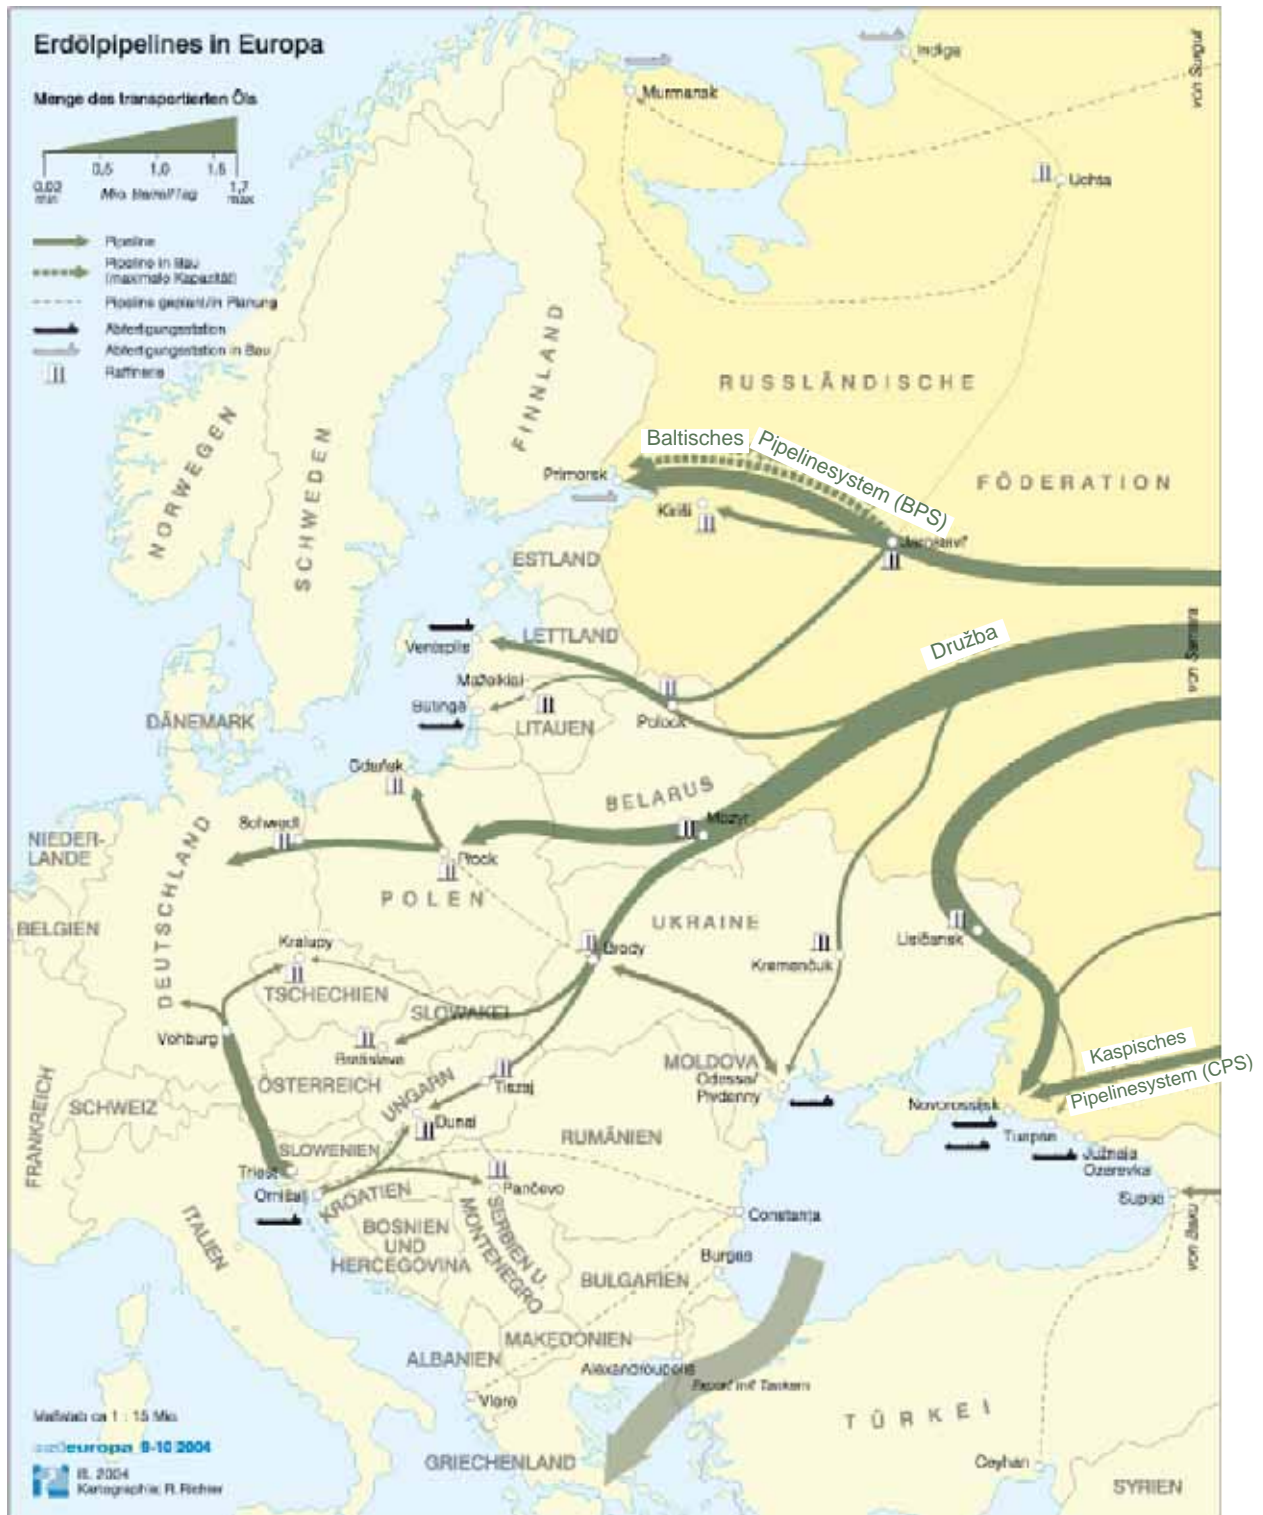 Erdölpipelines in Europa
Menge des transportierten Öls
0,5
1,0
1,5
0,02
min
Mio. Barrel/Tag
1,7
max
Pipeline
Pipeline in Bau
(maximale Kapazität)
Pipeline geplant/in Planung
Abfertigungsstation
Abfertigungsstation in Bau
Raffinerie
Indiga
Murmansk
von Surgut
Uchta
NORWEGEN
SCHWEDEN
FINNLAND
RUSSLÄNDISCHE
FÖDERATION
Baltisches Pipelinesystem (BPS)
Primorsk
Kiriši
Jaroslavl'
ESTLAND
LETTLAND
Ventspils
Mažeikiai
Būtingė
LITAUEN
Polock
Družba
von Samara
DÄNEMARK
Gdańsk
BELARUS
Mozyr'
NIEDER-
LANDE
Schwedt
DEUTSCHLAND
Płock
POLEN
BELGIEN
UKRAINE
Brody
Lisičansk
Kremenčuk
Kralupy
TSCHECHIEN
SLOWAKEI
Vohburg
Bratislava
ÖSTERREICH
UNGARN
Tiszaj
MOLDOVA
Odessa/
Pivdenny
Kaspisches
Pipelinesystem (CPS)
FRANKREICH
SCHWEIZ
Dunai
Novorossijsk
Tuapse
Južnaja
Ozerevka
SLOWENIEN
RUMÄNIEN
Triest
Omišalj
KROATIEN
Pančevo
Supsa
von Baku
ITALIEN
BOSNIEN
UND
HERCEGOVINA
SERBIEN U.
MONTENEGRO
Constanţa
Burgas
BULGARIEN
MAKEDONIEN
ALBANIEN
Alexandroupolis
Export mit Tankern
Vlore
TÜRKEI
GRIECHENLAND
Ceyhan
SYRIEN
Maßstab ca 1 : 15 Mio.
osteuropa 9-10 2004
IfL 2004
Kartographie: R. Richter